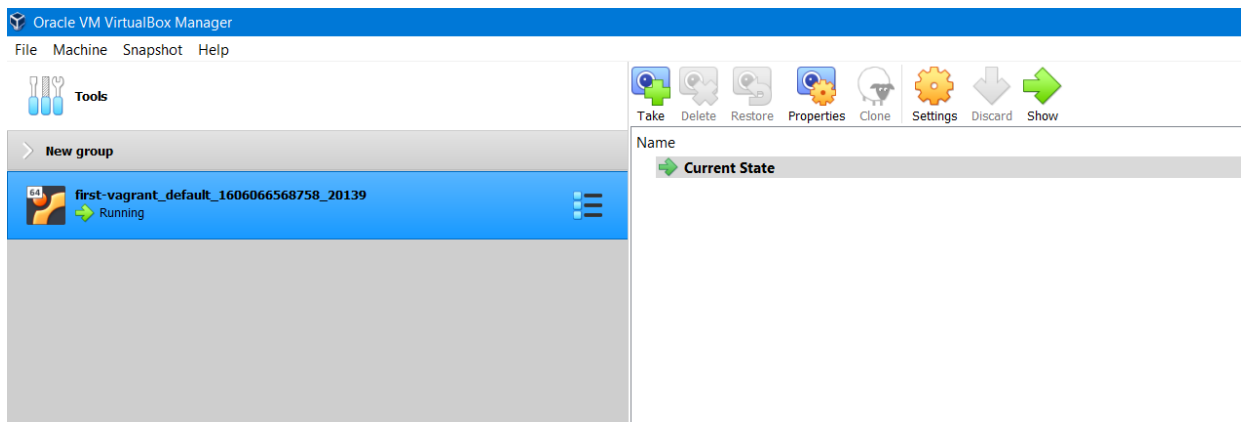 Oracle VM VirtualBox Manager
File Machine Snapshot Help
Tools
Take Delete Restore Properties Clone Settings Discard Show
New group
Name
Current State
64
first-vagrant_default_1606066568758_20139
Running